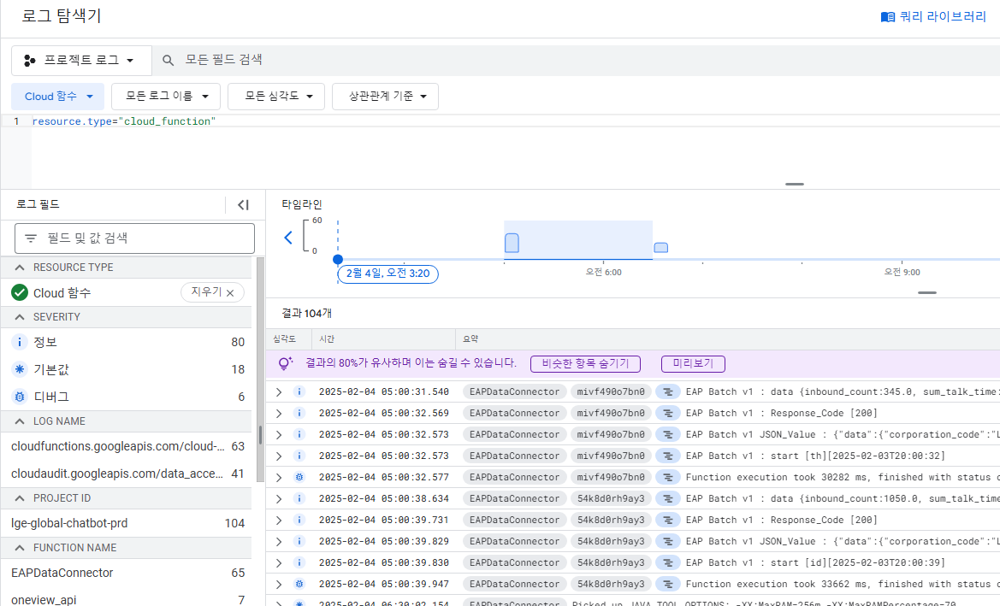 로그 탐색기
쿼리 라이브러리
프로젝트 로그
모든 필드 검색
Cloud 함수
모든 로그 이름
모든 심각도
상관관계 기준
1 resource.type="cloud_function"
로그 필드
필드 및 값 검색
RESOURCE TYPE
Cloud 함수
지우기
SEVERITY
정보 80
기본값 18
디버그 6
LOG NAME
cloudfunctions.googleapis.com/cloud-... 63
cloudaudit.googleapis.com/data_acce... 41
PROJECT ID
lge-global-chatbot-prd 104
FUNCTION NAME
EAPDataConnector 65
oneview_api 7
타임라인
60
0
2월 4일, 오전 3:20
오전 6:00
오전 9:00
결과 104개
심각도 시간 요약
결과의 80%가 유사하며 이는 숨길 수 있습니다. 비슷한 항목 숨기기 미리보기
2025-02-04 05:00:31.540 EAPDataConnector mivf490o7bn0 EAP Batch v1 : data {inbound_count:345.0, sum_talk_time:
2025-02-04 05:00:32.569 EAPDataConnector mivf490o7bn0 EAP Batch v1 : Response_Code [200]
2025-02-04 05:00:32.573 EAPDataConnector mivf490o7bn0 EAP Batch v1 JSON_Value : {"data":{"corporation_code":"L
2025-02-04 05:00:32.573 EAPDataConnector mivf490o7bn0 EAP Batch v1 : start [th][2025-02-03T20:00:32]
2025-02-04 05:00:32.577 EAPDataConnector mivf490o7bn0 Function execution took 30282 ms, finished with status c
2025-02-04 05:00:38.634 EAPDataConnector 54k8d0rh9ay3 EAP Batch v1 : data {inbound_count:1050.0, sum_talk_time
2025-02-04 05:00:39.731 EAPDataConnector 54k8d0rh9ay3 EAP Batch v1 : Response_Code [200]
2025-02-04 05:00:39.829 EAPDataConnector 54k8d0rh9ay3 EAP Batch v1 JSON_Value : {"data":{"corporation_code":"L
2025-02-04 05:00:39.830 EAPDataConnector 54k8d0rh9ay3 EAP Batch v1 : start [id][2025-02-03T20:00:39]
2025-02-04 05:00:39.947 EAPDataConnector 54k8d0rh9ay3 Function execution took 33662 ms, finished with status c
2025-02-04 06:30:02.154 EAPDataConnector Picked up JAVA_TOOL_OPTIONS: -XX:MaxRAM=256m -XX:MaxRAMPercentage=70